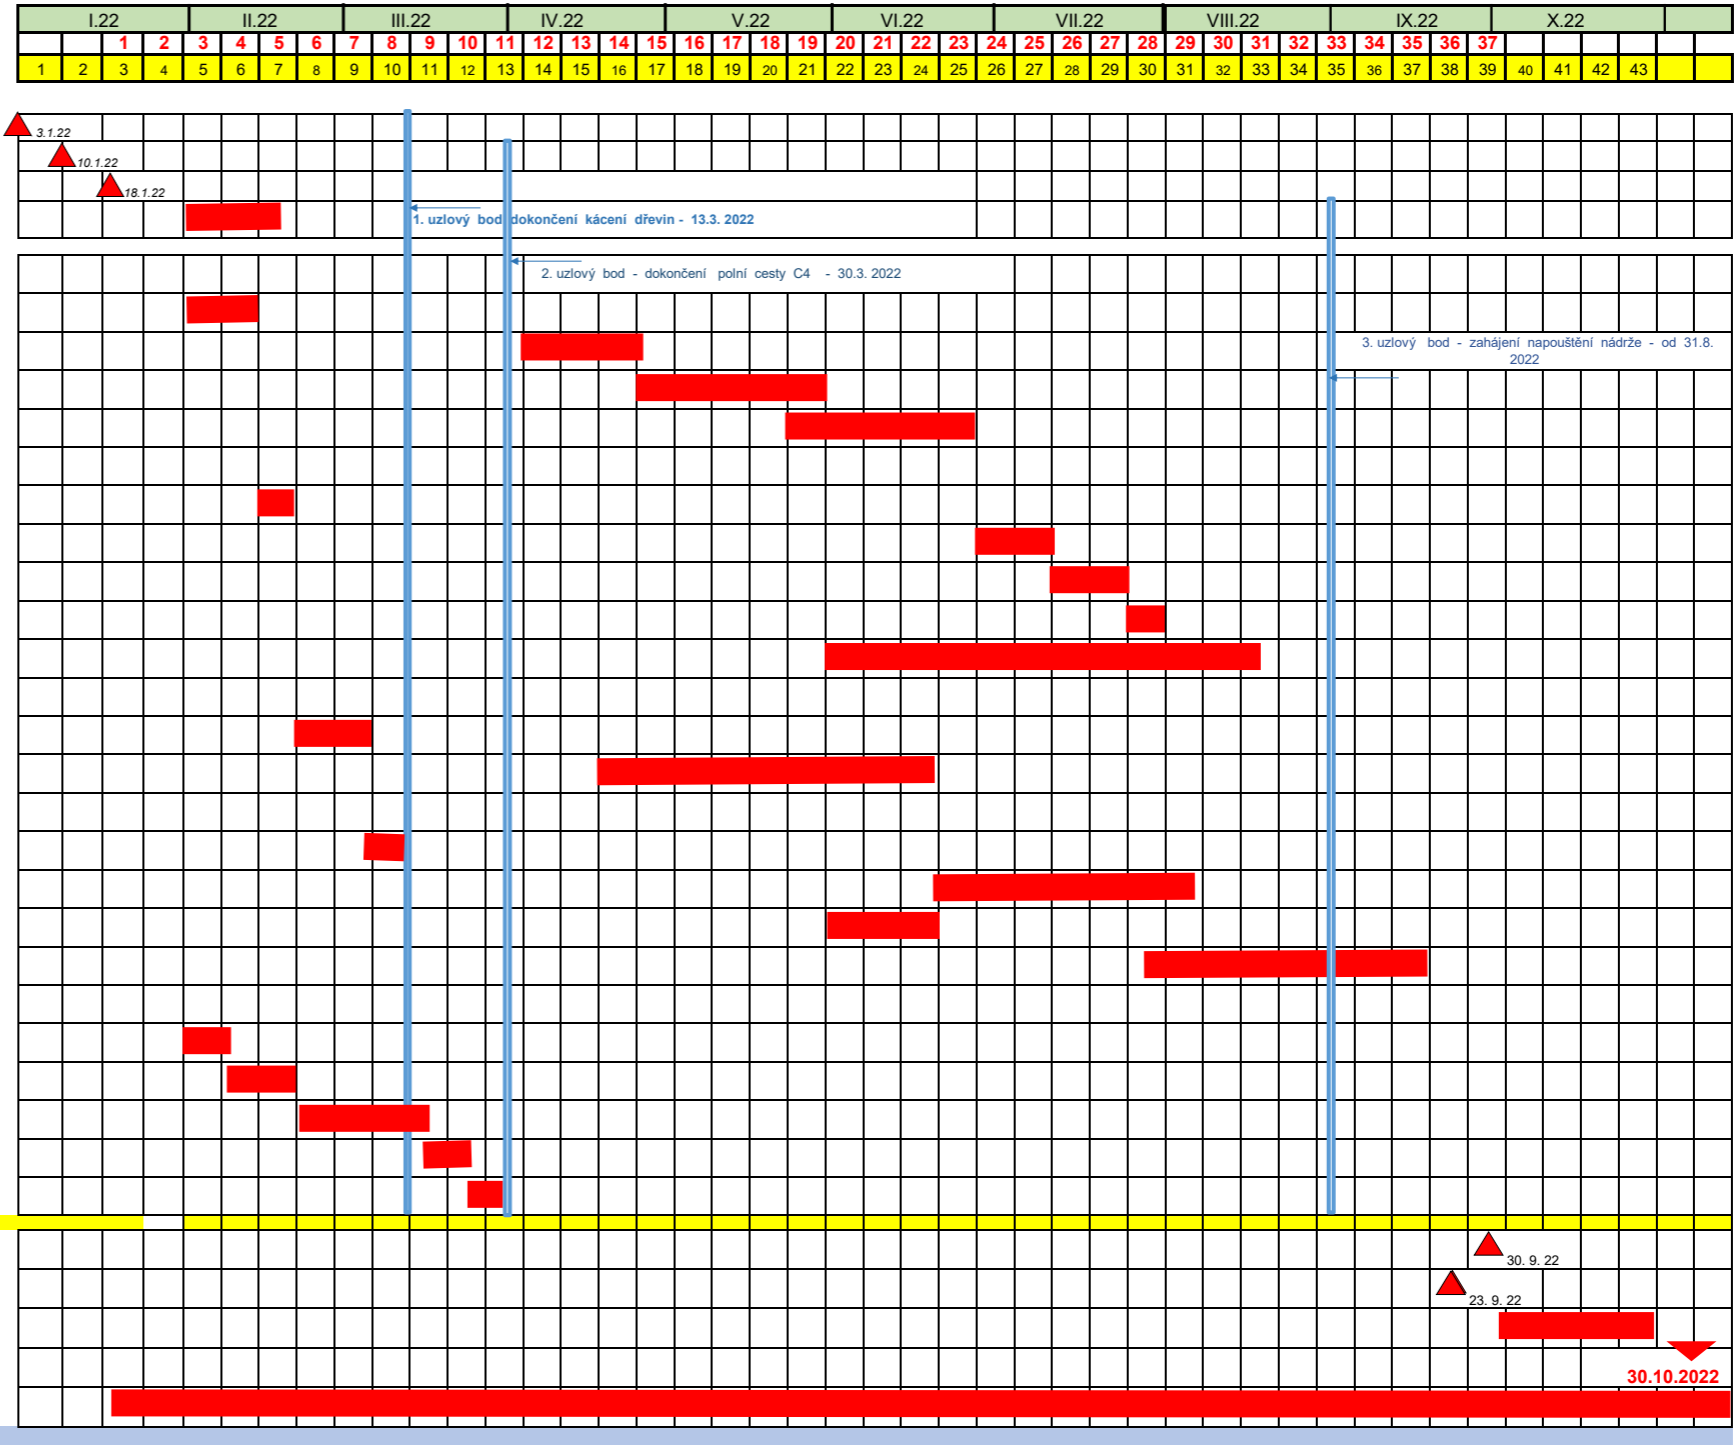 I.22 II.22 III.22 IV.22 V.22 VI.22 VII.22 VIII.22 IX.22 X.22
1 2 3 4 5 6 7 8 9 10 11 12 13 14 15 16 17 18 19 20 21 22 23 24 25 26 27 28 29 30 31 32 33 34 35 36 37
1 2 3 4 5 6 7 8 9 10 11 12 13 14 15 16 17 18 19 20 21 22 23 24 25 26 27 28 29 30 31 32 33 34 35 36 37 38 39 40 41 42 43
3.1.22
10.1.22
18.1.22
1. uzlový bod dokončení kácení dřevin - 13.3. 2022
2. uzlový bod - dokončení polní cesty C4 - 30.3. 2022
3. uzlový bod - zahájení napouštění nádrže - od 31.8.
2022
30. 9. 22
23. 9. 22
30.10.2022